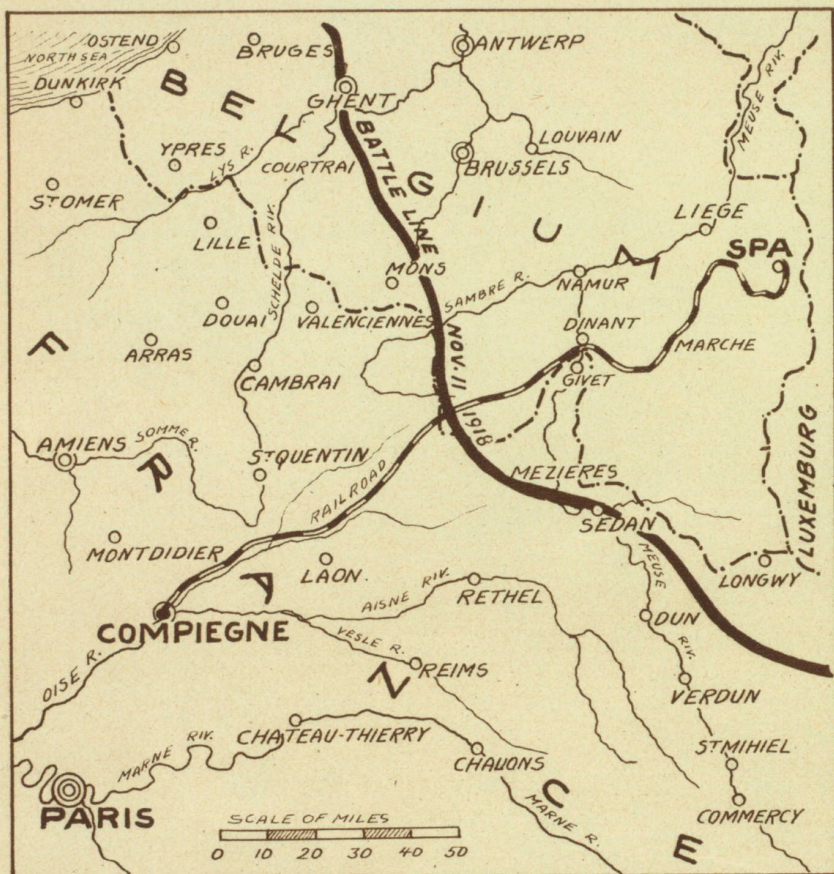 OSTEND
BRUGES
ANTWERP
NORTH SEA
DUNKIRK
GHENT
MEUSE RIV.
BELGIUM
YPRES
LYS R.
COURTRAI
BATTLE LINE
LOUVAIN
BRUSSELS
ST OMER
LILLE
LIEGE
SPA
SCHELDE RIV.
MONS
SAMBRE R.
NAMUR
DOUAI
VALENCIENNES
NOV. 11 1918
DINANT
MARCHE
ARRAS
CAMBRAI
GIVET
FRANCE
AMIENS
SOMME R.
ST QUENTIN
RAILROAD
MEZIERES
SEDAN
LUXEMBURG
MONTDIDIER
LAON.
MEUSE
RIV.
LONGWY
COMPIEGNE
AISNE RIV.
RETHEL
DUN
VESLE R.
REIMS
OISE R.
VERDUN
MARNE RIV.
CHATEAU-THIERRY
CHALONS
ST MIHIEL
PARIS
MARNE R.
COMMERCY
SCALE OF MILES
0 10 20 30 40 50